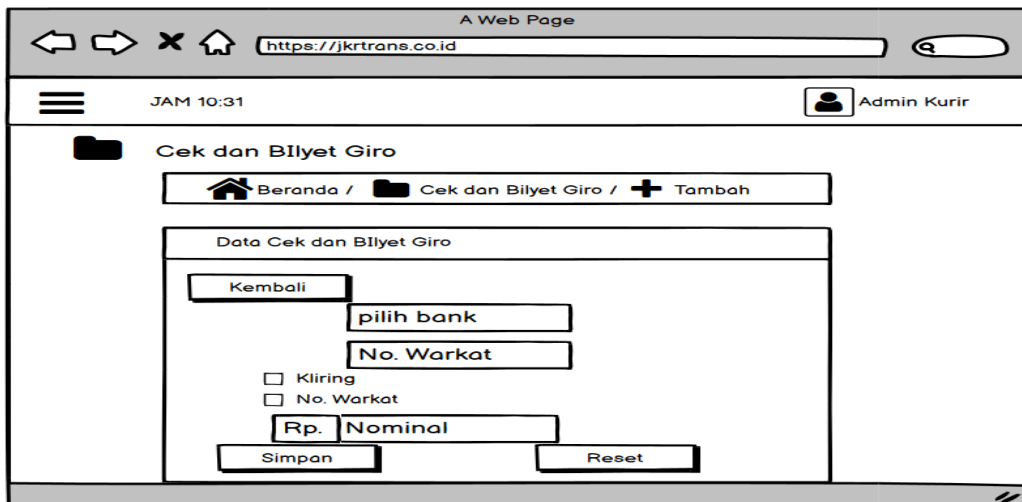 A Web Page
https://jkrtrans.co.id
JAM 10:31
Admin Kurir
Cek dan BIlyet Giro
Beranda / Cek dan Bilyet Giro / Tambah
Data Cek dan BIlyet Giro
Kembali
pilih bank
No. Warkat
Kliring
No. Warkat
Rp. Nominal
Simpan Reset